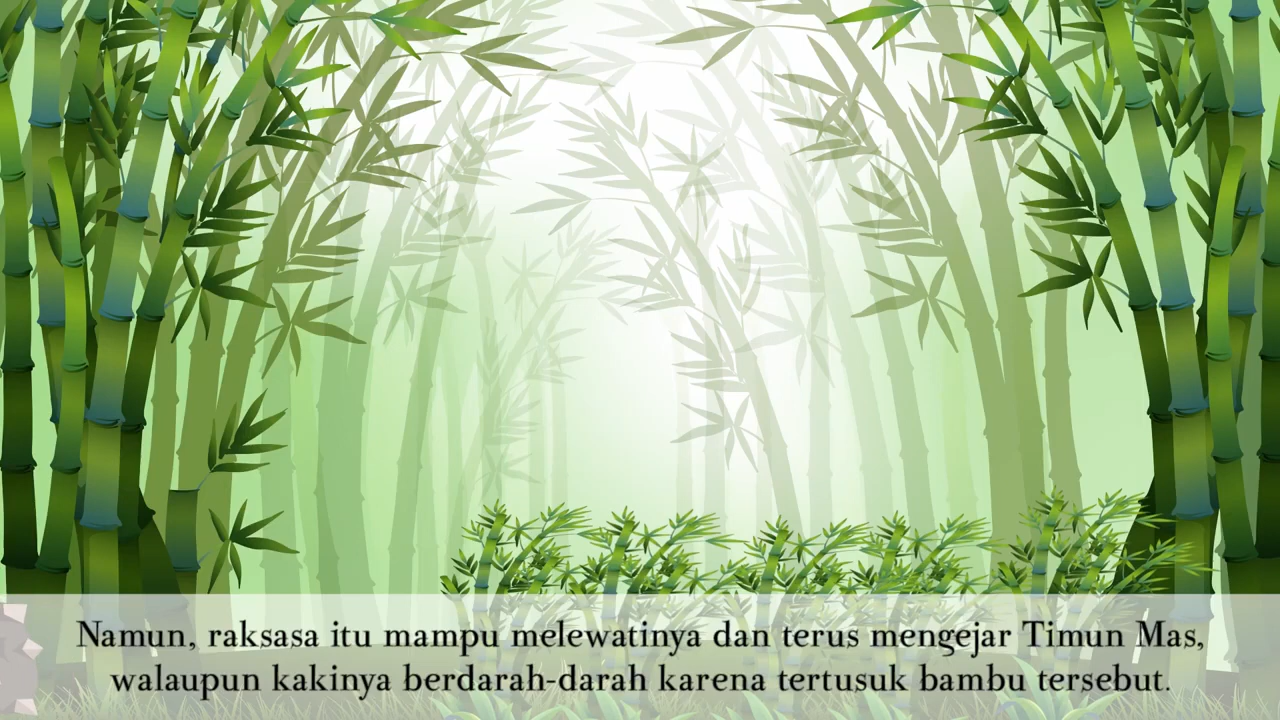 Namun, raksasa itu mampu melewatinya dan terus mengejar Timun Mas,
walaupun kakinya berdarah-darah karena tertusuk bambu tersebut.